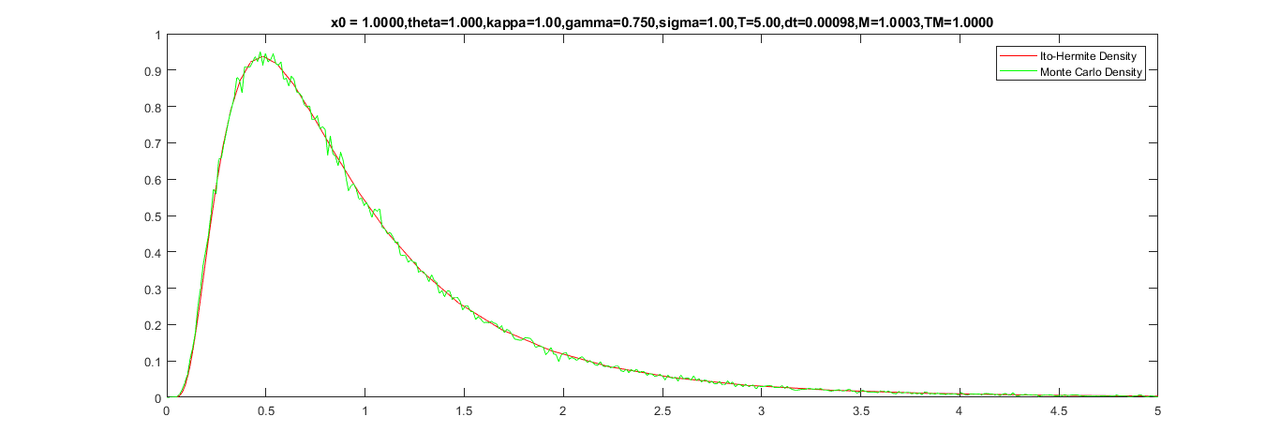 x0 = 1.0000,theta=1.000,kappa=1.00,gamma=0.750,sigma=1.00,T=5.00,dt=0.00098,M=1.0003,TM=1.0000
Ito-Hermite Density
Monte Carlo Density
1
0.9
0.8
0.7
0.6
0.5
0.4
0.3
0.2
0.1
0
0 0.5 1 1.5 2 2.5 3 3.5 4 4.5 5